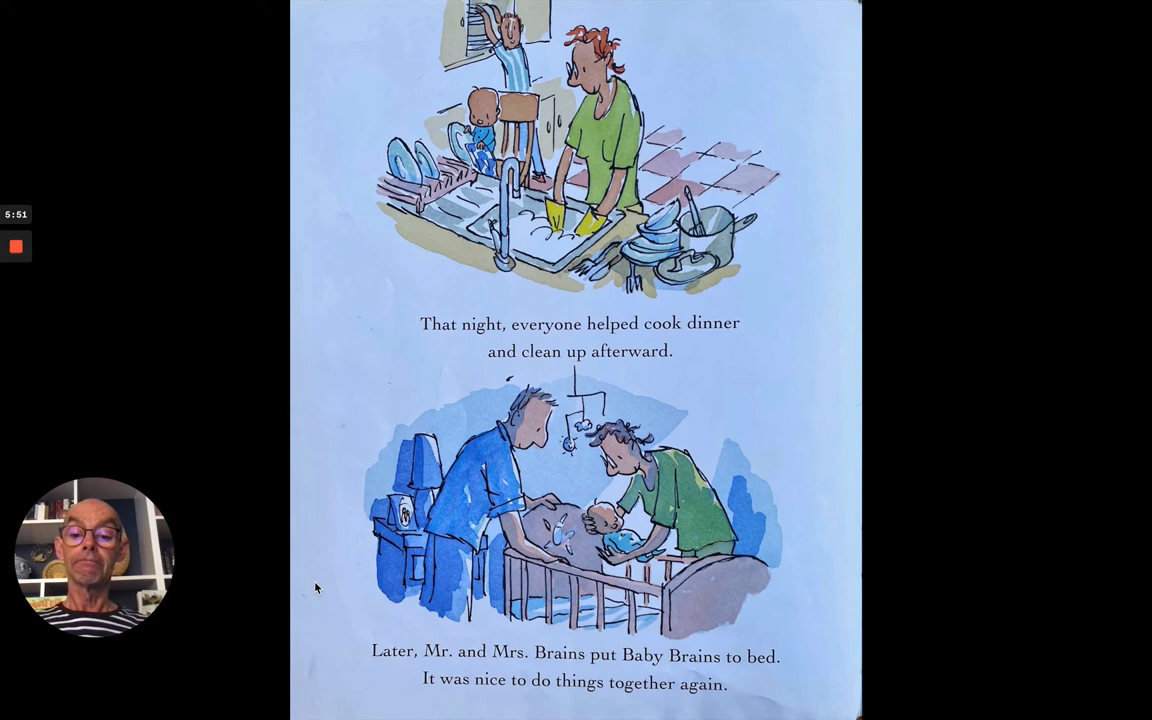 5:51
That night, everyone helped cook dinner
and clean up afterward.
Later, Mr. and Mrs. Brains put Baby Brains to bed.
It was nice to do things together again.